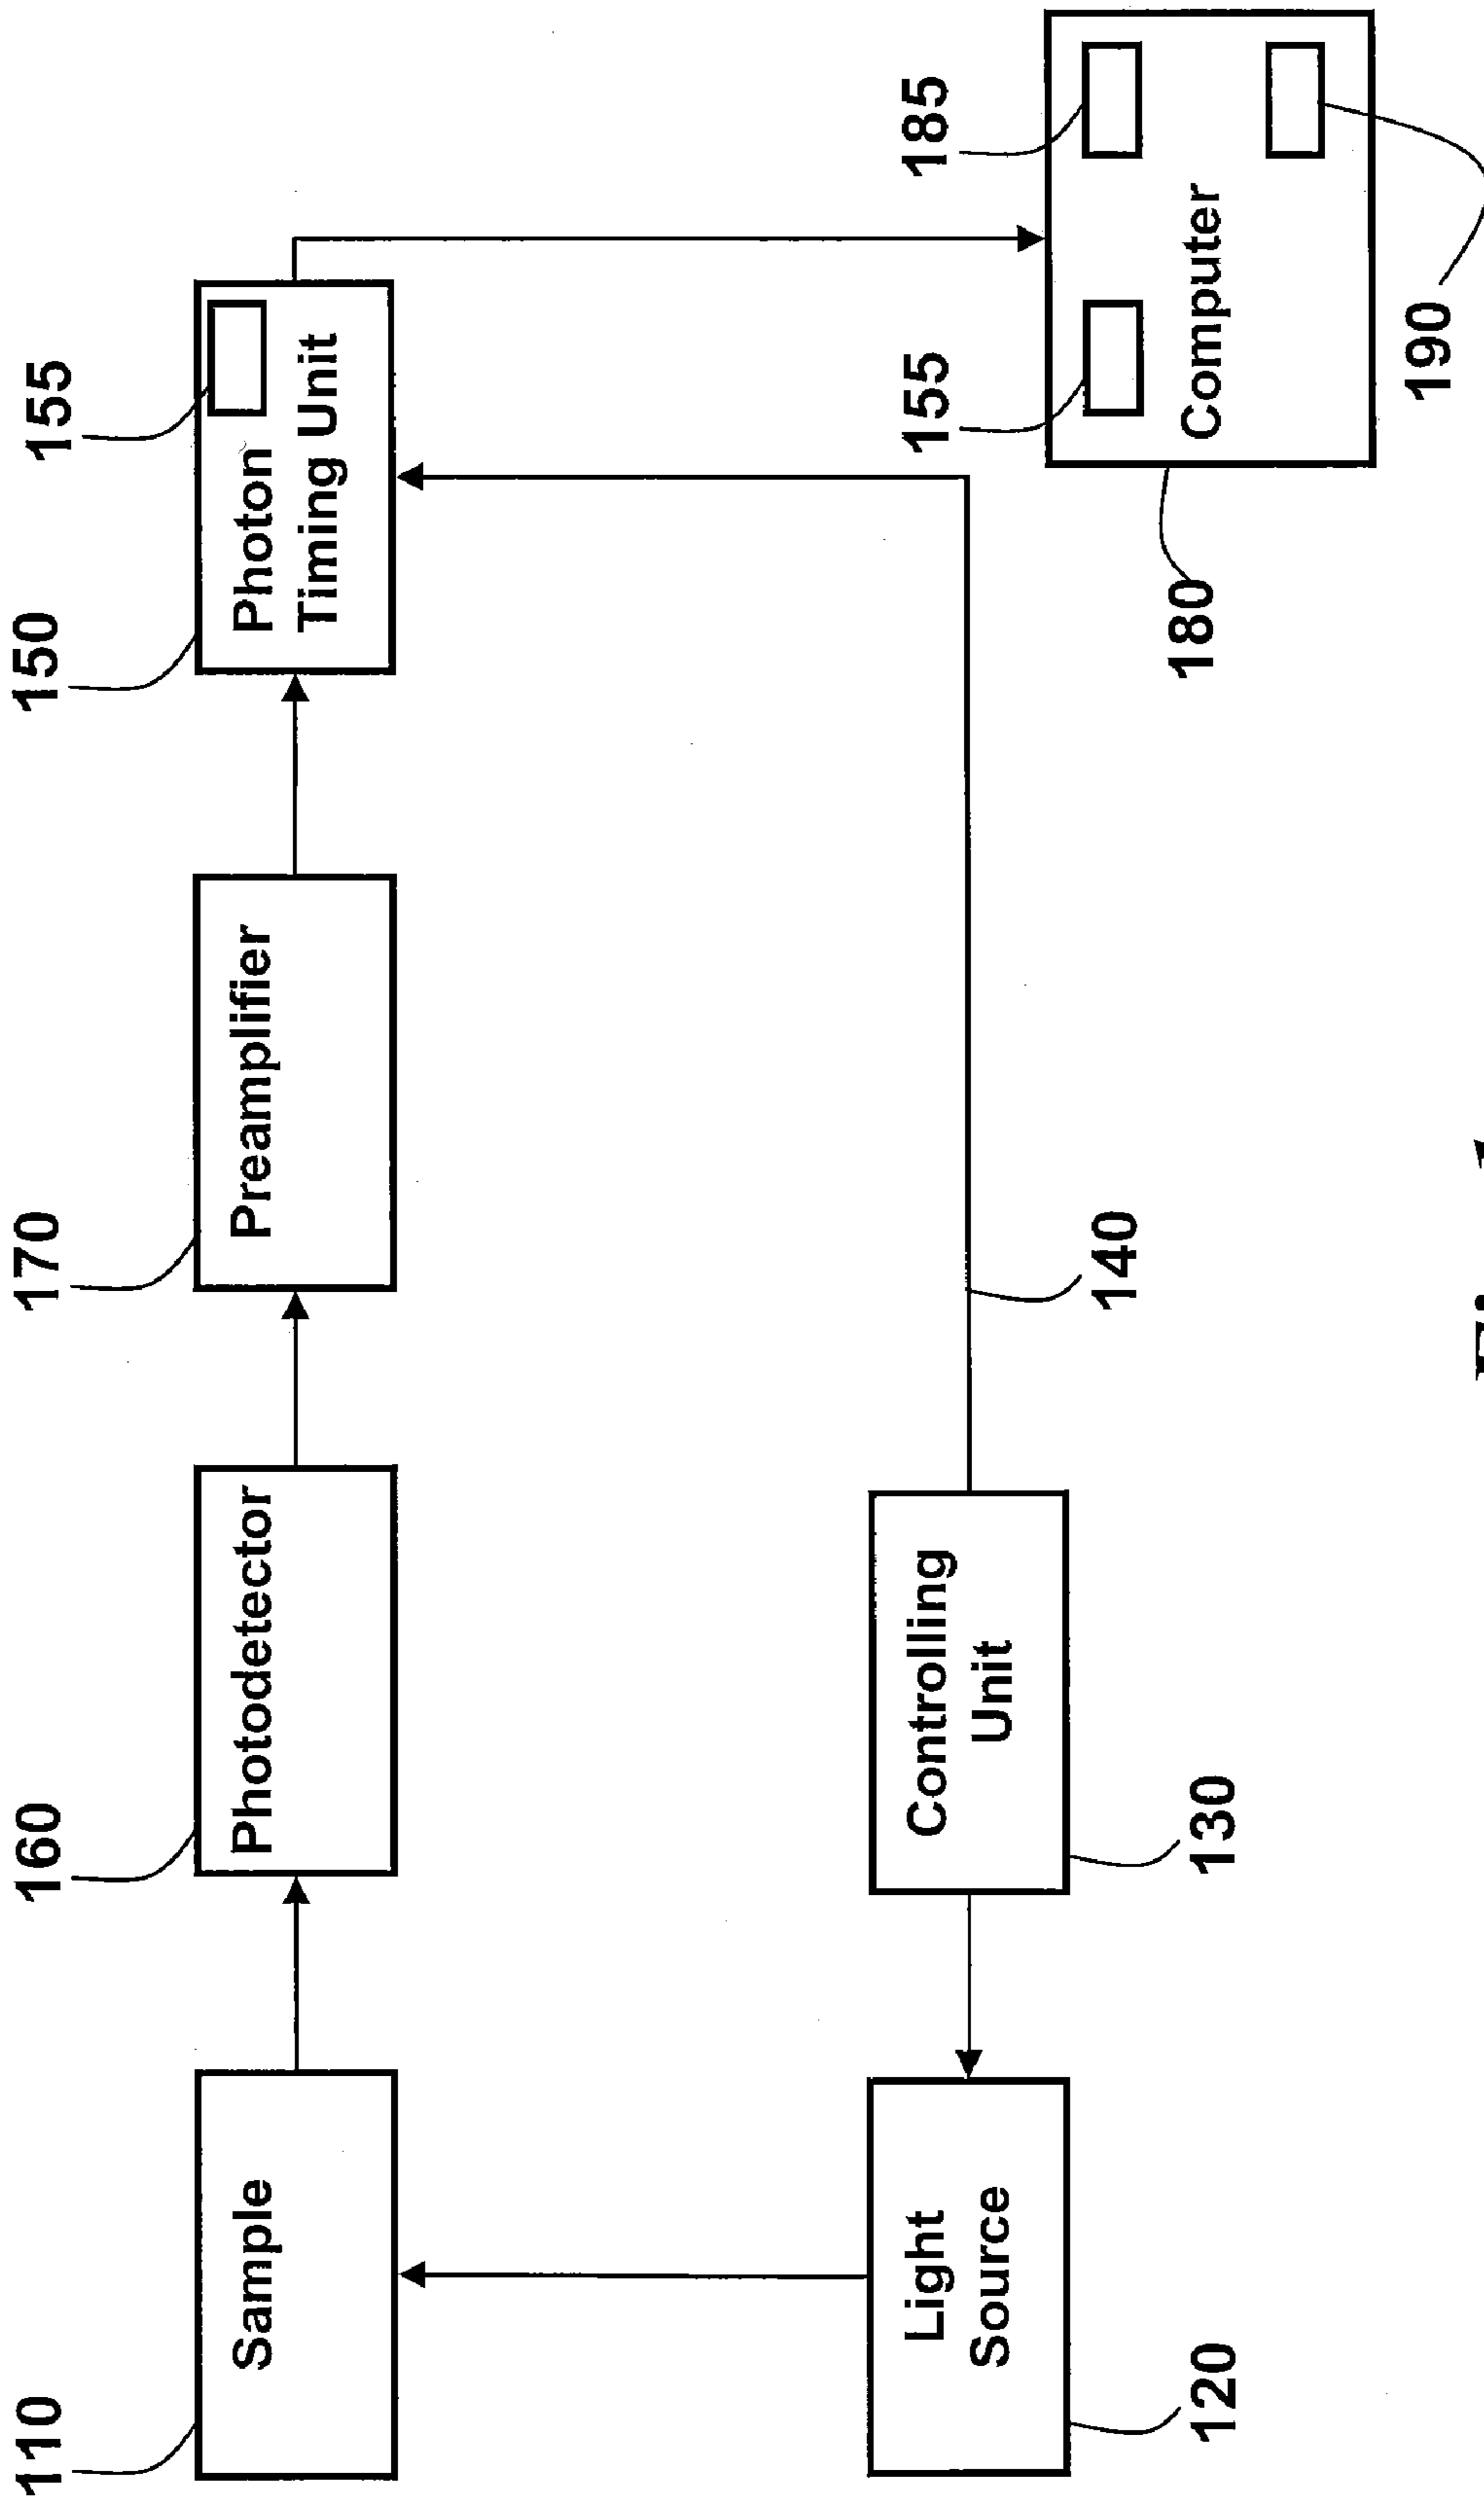 110
Sample
160
Photodetector
170
Preamplifier
150
Photon
Timing Unit
155
120
Light
Source
130
Controlling
Unit
140
180
Computer
155
185
190